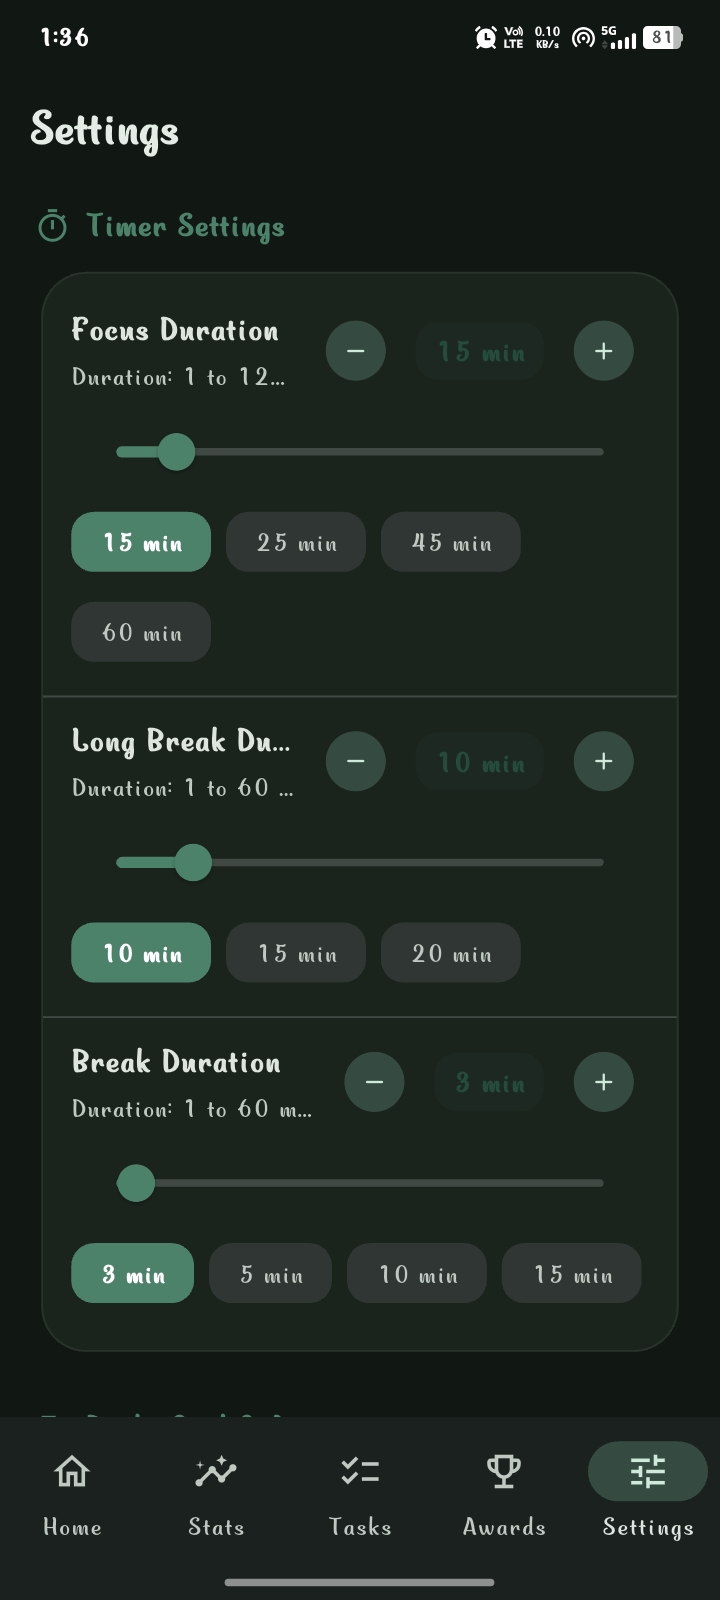 1:36
Vo) LTE
0.10 KB/s
5G
81
Settings
Timer Settings
Focus Duration
Duration: 1 to 12...
− 15 min +
15 min 25 min 45 min
60 min
Long Break Du...
Duration: 1 to 60 ...
− 10 min +
10 min 15 min 20 min
Break Duration
Duration: 1 to 60 m...
− 3 min +
3 min 5 min 10 min 15 min
Home Stats Tasks Awards Settings